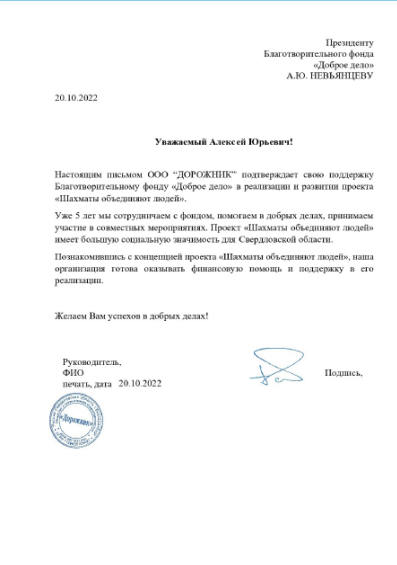 Президенту
Благотворительного фонда
«Доброе дело»
А.Ю. НЕВЬЯНЦЕВУ
20.10.2022
Уважаемый Алексей Юрьевич!
Настоящим письмом ООО “ДОРОЖНИК” подтверждает свою поддержку
Благотворительному фонду «Доброе дело» в реализации и развитии проекта
«Шахматы объединяют людей».
Уже 5 лет мы сотрудничаем с фондом, помогаем в добрых делах, принимаем
участие в совместных мероприятиях. Проект «Шахматы объединяют людей»
имеет большую социальную значимость для Свердловской области.
Познакомившись с концепцией проекта «Шахматы объединяют людей», наша
организация готова оказывать финансовую помощь и поддержку в его
реализации.
Желаем Вам успехов в добрых делах!
Руководитель,
ФИО
Подпись,
печать, дата 20.10.2022
«Дорожник»